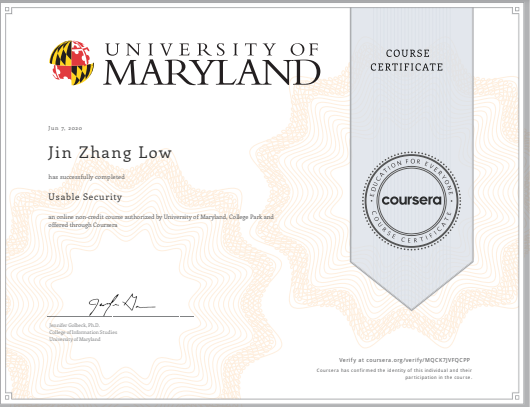 UNIVERSITY OF
MARYLAND
COURSE
CERTIFICATE
Jun 7, 2020
Jin Zhang Low
has successfully completed
Usable Security
an online non-credit course authorized by University of Maryland, College Park and
offered through Coursera
EDUCATION FOR EVERYONE
coursera
COURSE CERTIFICATE
Jennifer Golbeck, Ph.D.
College of Information Studies
University of Maryland
Verify at coursera.org/verify/MQCK7JVFQCPP
Coursera has confirmed the identity of this individual and their
participation in the course.